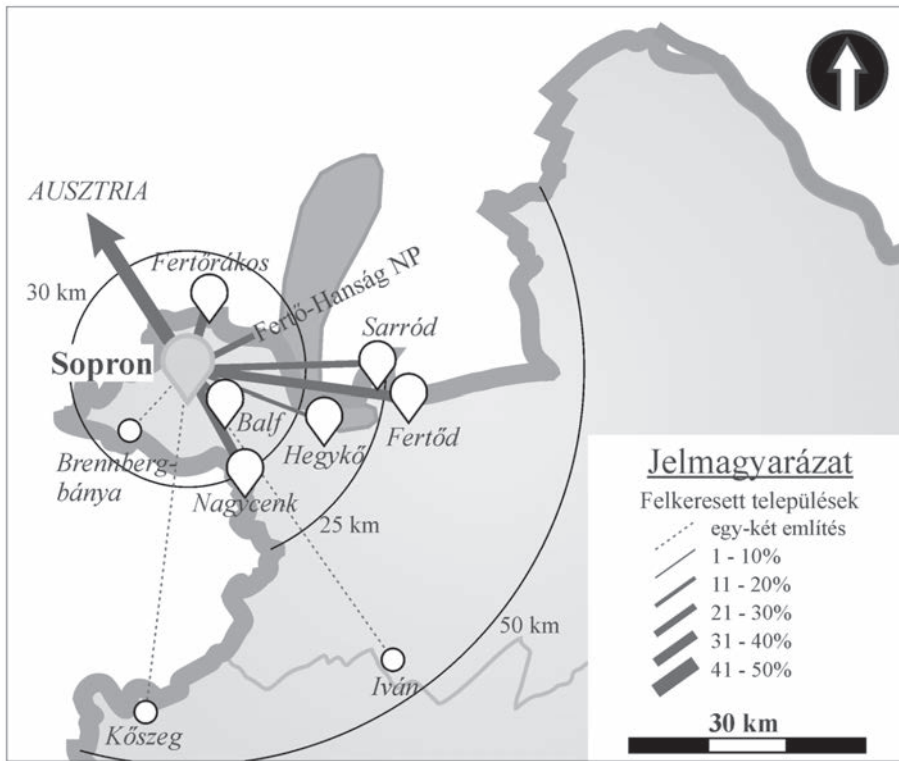 AUSZTRIA
Fertőrákos
30 km
Fertő-Hanság NP
Sarród
Sopron
Balf
Hegykő
Fertőd
Brennberg-
bánya
Nagycenk
25 km
50 km
Iván
Kőszeg
Jelmagyarázat
Felkeresett települések
egy-két említés
1 - 10%
11 - 20%
21 - 30%
31 - 40%
41 - 50%
30 km